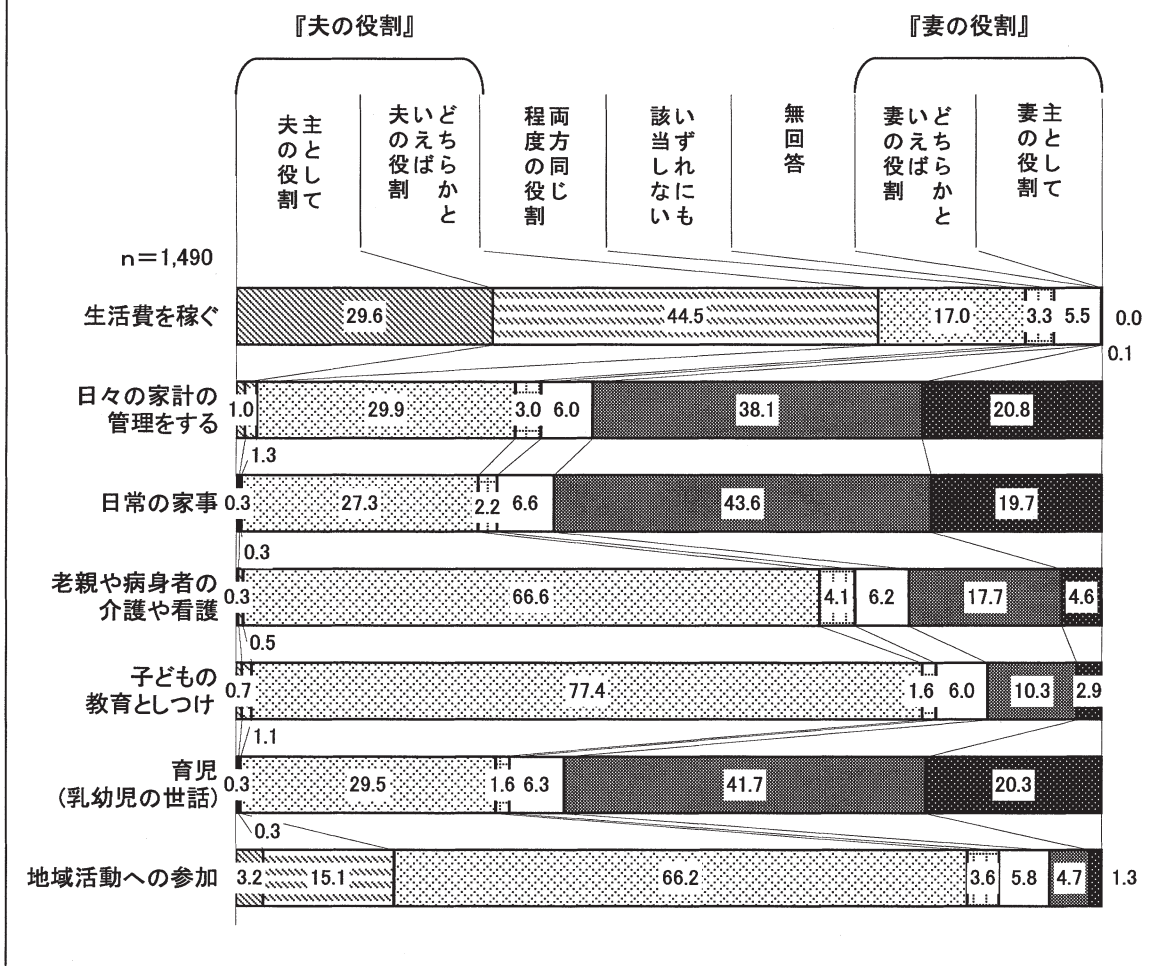 『夫の役割』
『妻の役割』
主として
夫の役割
どちらかと
いえば
夫の役割
両方同じ
程度の役割
いずれにも
該当しない
無回答
どちらかと
いえば
妻の役割
主として
妻の役割
n=1,490
生活費を稼ぐ
29.6
44.5
17.0
3.3
5.5
0.0
0.1
日々の家計の
管理をする
1.0
29.9
3.0
6.0
38.1
20.8
1.3
日常の家事
0.3
27.3
2.2
6.6
43.6
19.7
0.3
老親や病身者の
介護や看護
0.3
66.6
4.1
6.2
17.7
4.6
0.5
子どもの
教育としつけ
0.7
77.4
1.6
6.0
10.3
2.9
1.1
育児
(乳幼児の世話)
0.3
29.5
1.6
6.3
41.7
20.3
0.3
地域活動への参加
3.2
15.1
66.2
3.6
5.8
4.7
1.3